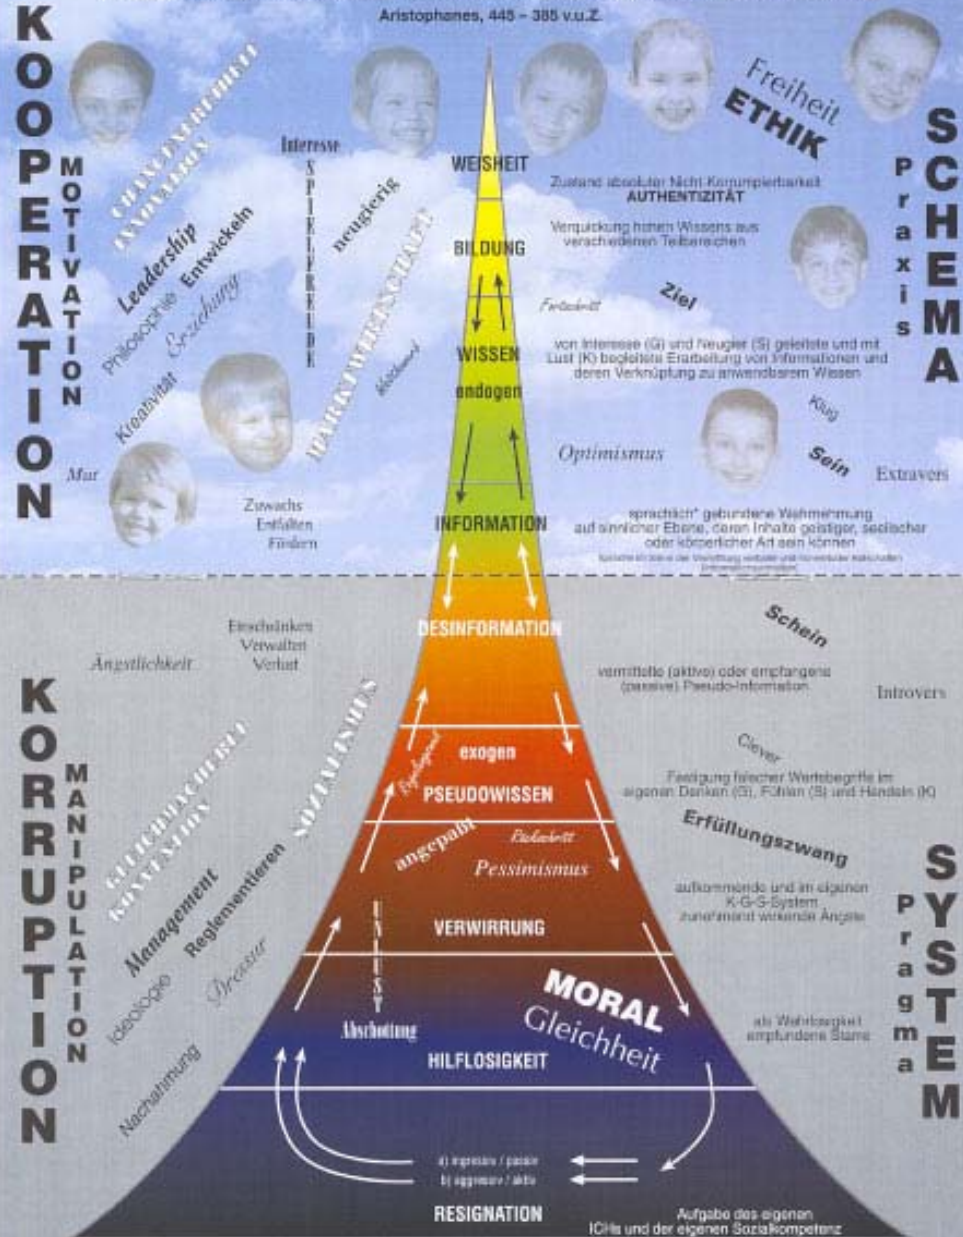 Aristophanes, 445 – 385 v.u.Z.
KOOPERATION
MOTIVATION
CHANCENREICHTUM
INNOVATION
Interesse
SPIELFREUDE
neugierig
Leadership
Entwickeln
Philosophie
Erziehung
MARKTWIRTSCHAFT
Kreativität
Mut
Zuwachs
Entfalten
Fördern
WEISHEIT
BILDUNG
WISSEN
endogen
INFORMATION
Freiheit
ETHIK
SCHEMA
Praxis
Zustand absoluter Nicht-Korrumpierbarkeit
AUTHENTIZITÄT
Verquickung hohen Wissens aus
verschiedenen Teilbereichen
Fortschritt
Ziel
von Interesse (G) und Neugier (S) geleitete und mit
Lust (K) begleitete Erarbeitung von Informationen und
deren Verknüpfung zu anwendbarem Wissen
Klug
Optimismus
Sein
Extravers
sprachlich* gebundene Wahrnehmung
auf sinnlicher Ebene, deren Inhalte geistiger, seelischer
oder körperlicher Art sein können
DESINFORMATION
Schein
Einschränken
Verwalten
Verlust
Ängstlichkeit
vermittelte (aktive) oder empfangene
(passive) Pseudo-Information
Introvers
KORRUPTION
MANIPULATION
KONVENTION
SOZIALISMUS
exogen
PSEUDOWISSEN
Clever
Festigung falscher Wertebegriffe im
eigenen Denken (G), Fühlen (S) und Handeln (K)
Erfüllungszwang
angepaßt
Rückschritt
Pessimismus
Management
Reglementieren
Ideologie
Dressur
Nachahmung
aufkommende und im eigenen
K-G-S-System
zunehmend wirkende Ängste
SYSTEM
Pragma
VERWIRRUNG
UNLUST
Abschottung
MORAL
Gleichheit
als Wehrlosigkeit
empfundene Starre
HILFLOSIGKEIT
a) / passiv
b) aggressiv / aktiv
RESIGNATION
Aufgabe des eigenen
ICHs und der eigenen Sozialkompetenz